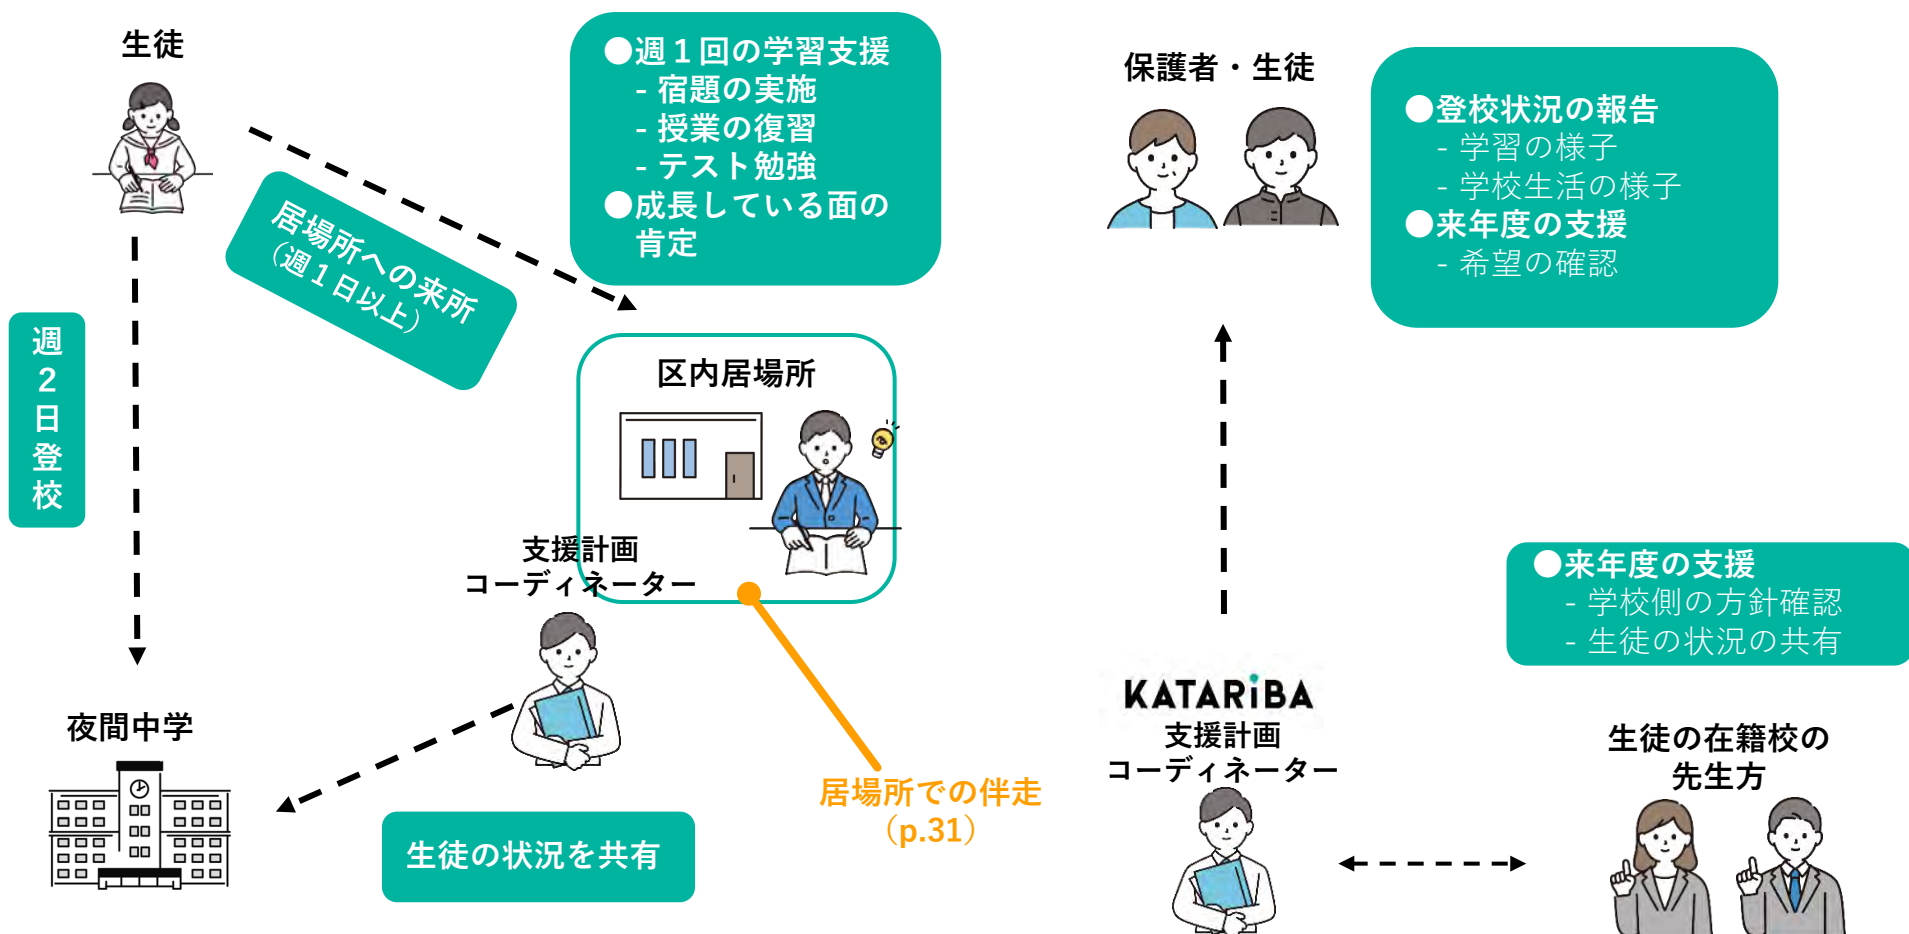 生徒
●週１回の学習支援
- 宿題の実施
- 授業の復習
- テスト勉強
●成長している面の
肯定
居場所への来所
（週１日以上）
週２日登校
区内居場所
支援計画
コーディネーター
夜間中学
生徒の状況を共有
居場所での伴走
（p.31）
保護者・生徒
●登校状況の報告
- 学習の様子
- 学校生活の様子
●来年度の支援
- 希望の確認
●来年度の支援
- 学校側の方針確認
- 生徒の状況の共有
KATARiBA
支援計画
コーディネーター
生徒の在籍校の
先生方